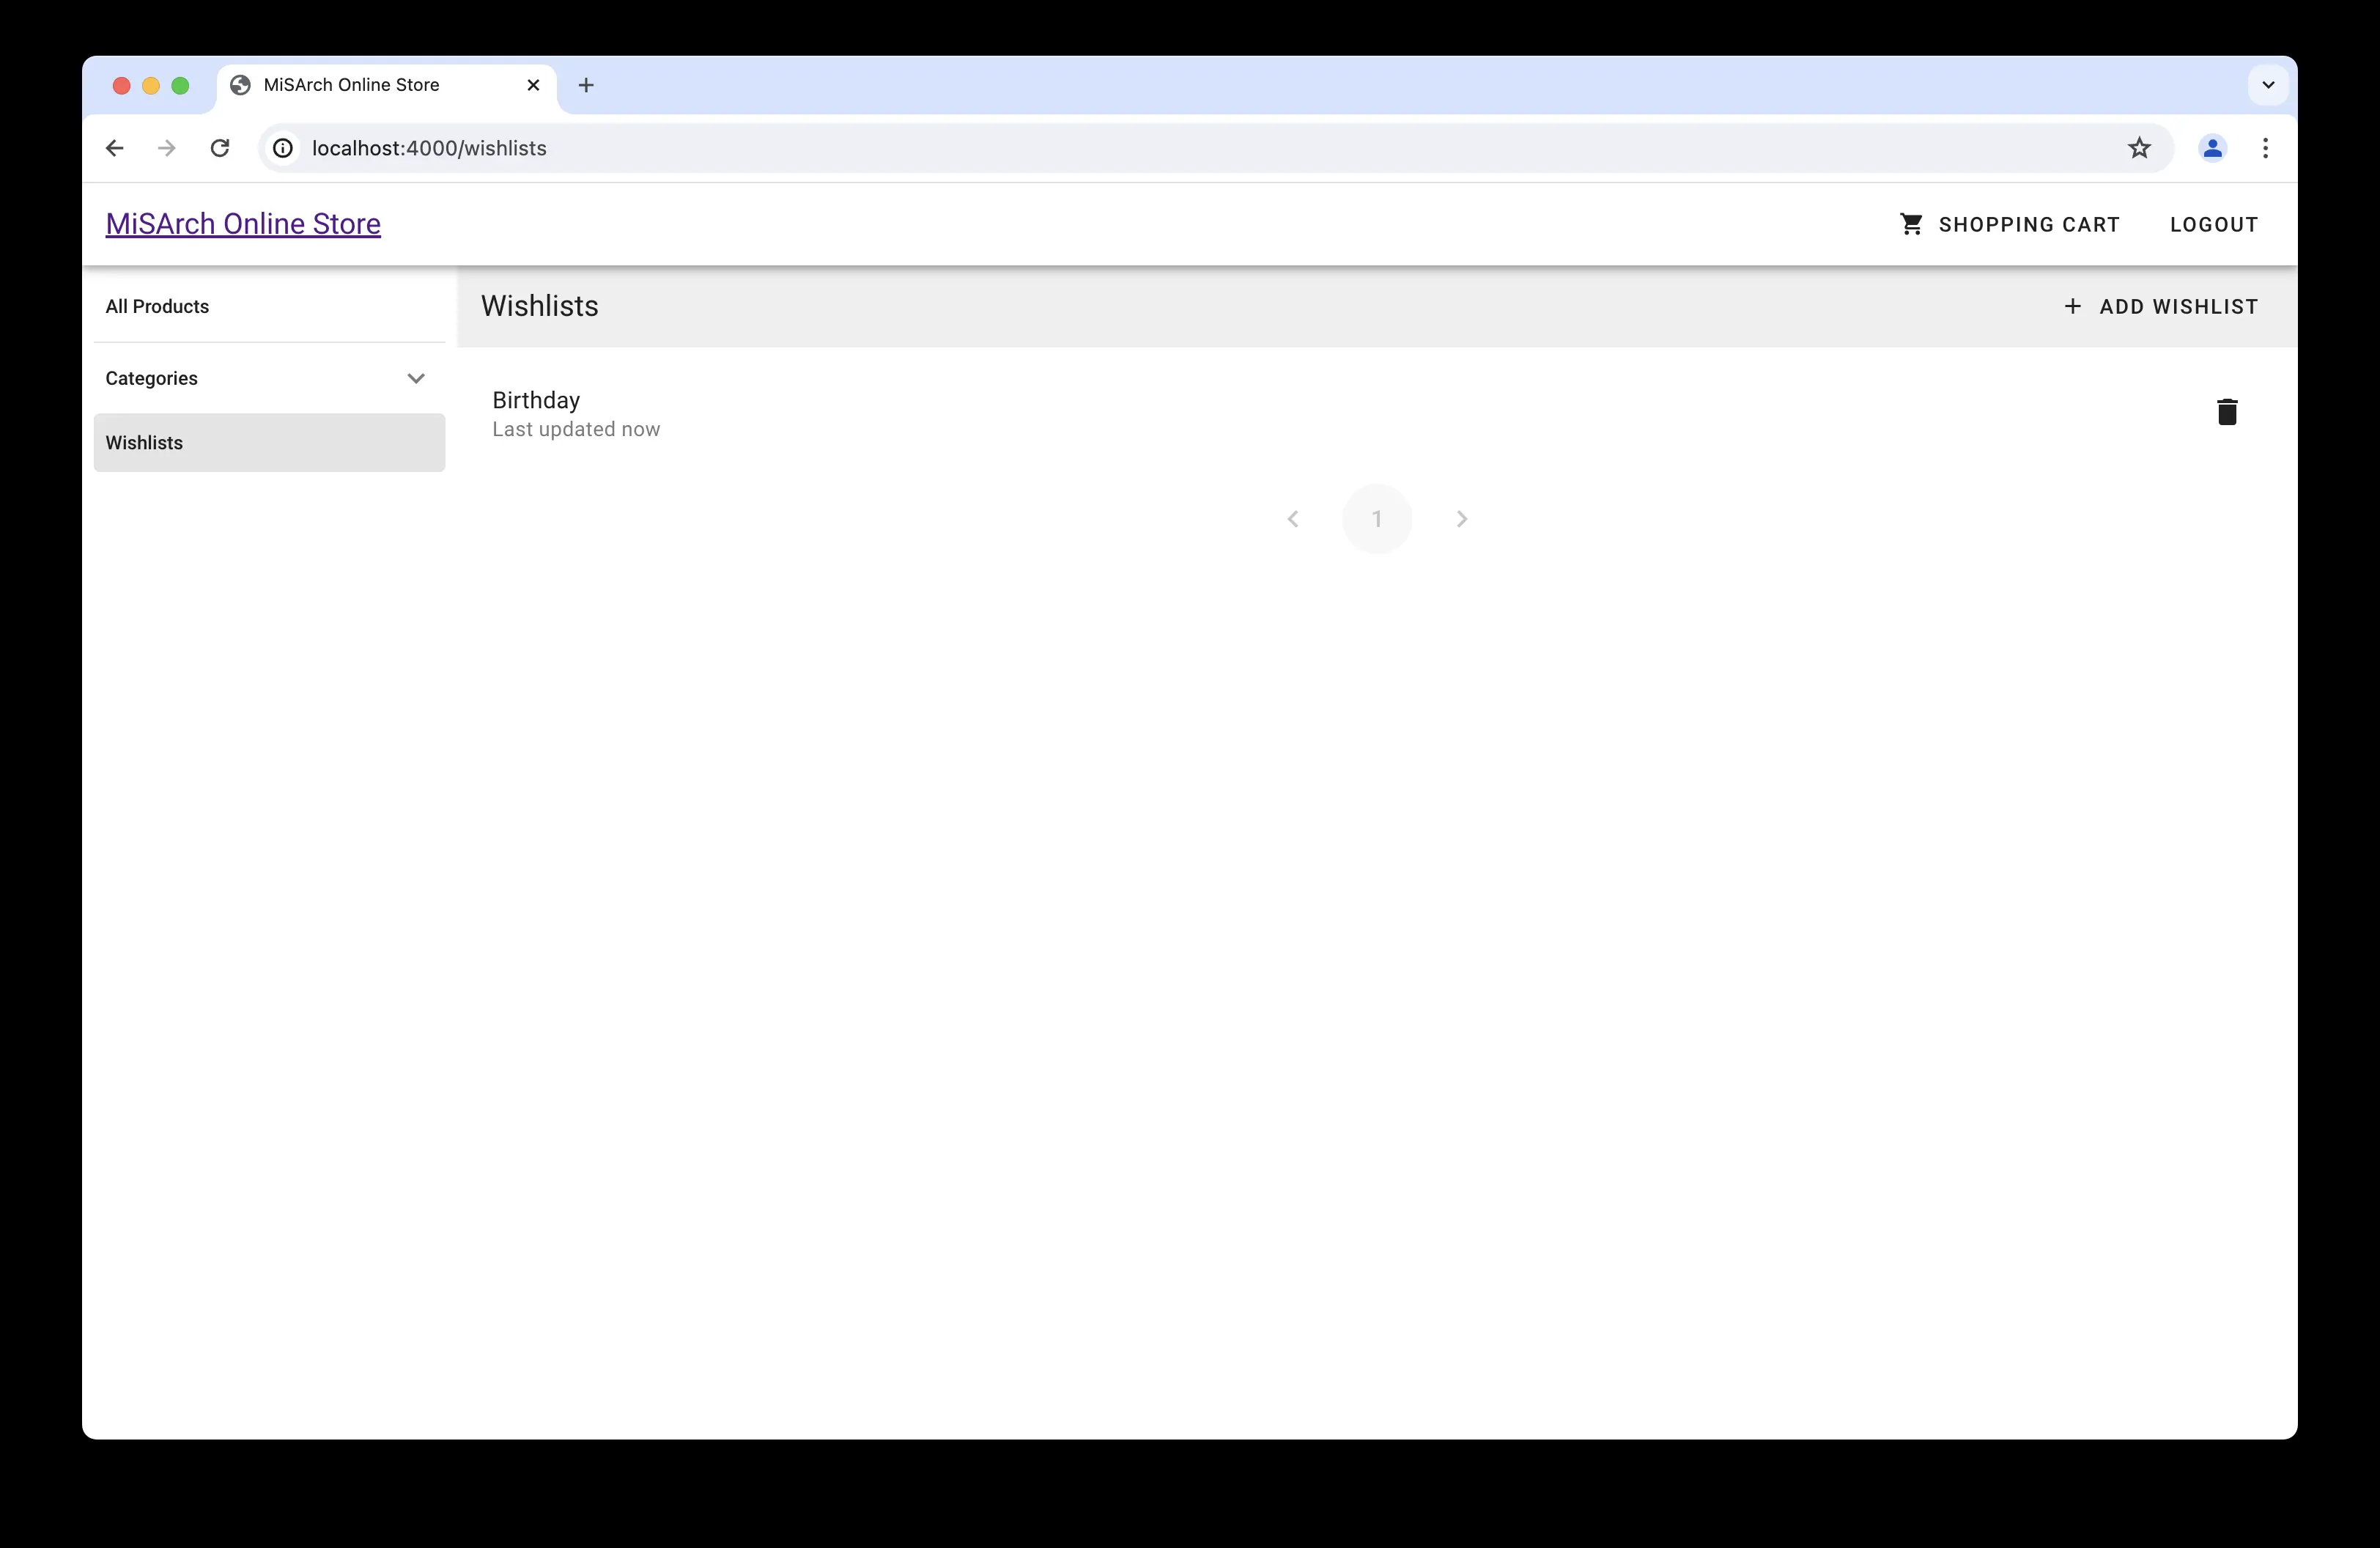 MiSArch Online Store
localhost:4000/wishlists
MiSArch Online Store
SHOPPING CART
LOGOUT
All Products
Categories
Wishlists
Wishlists
ADD WISHLIST
Birthday
Last updated now
1